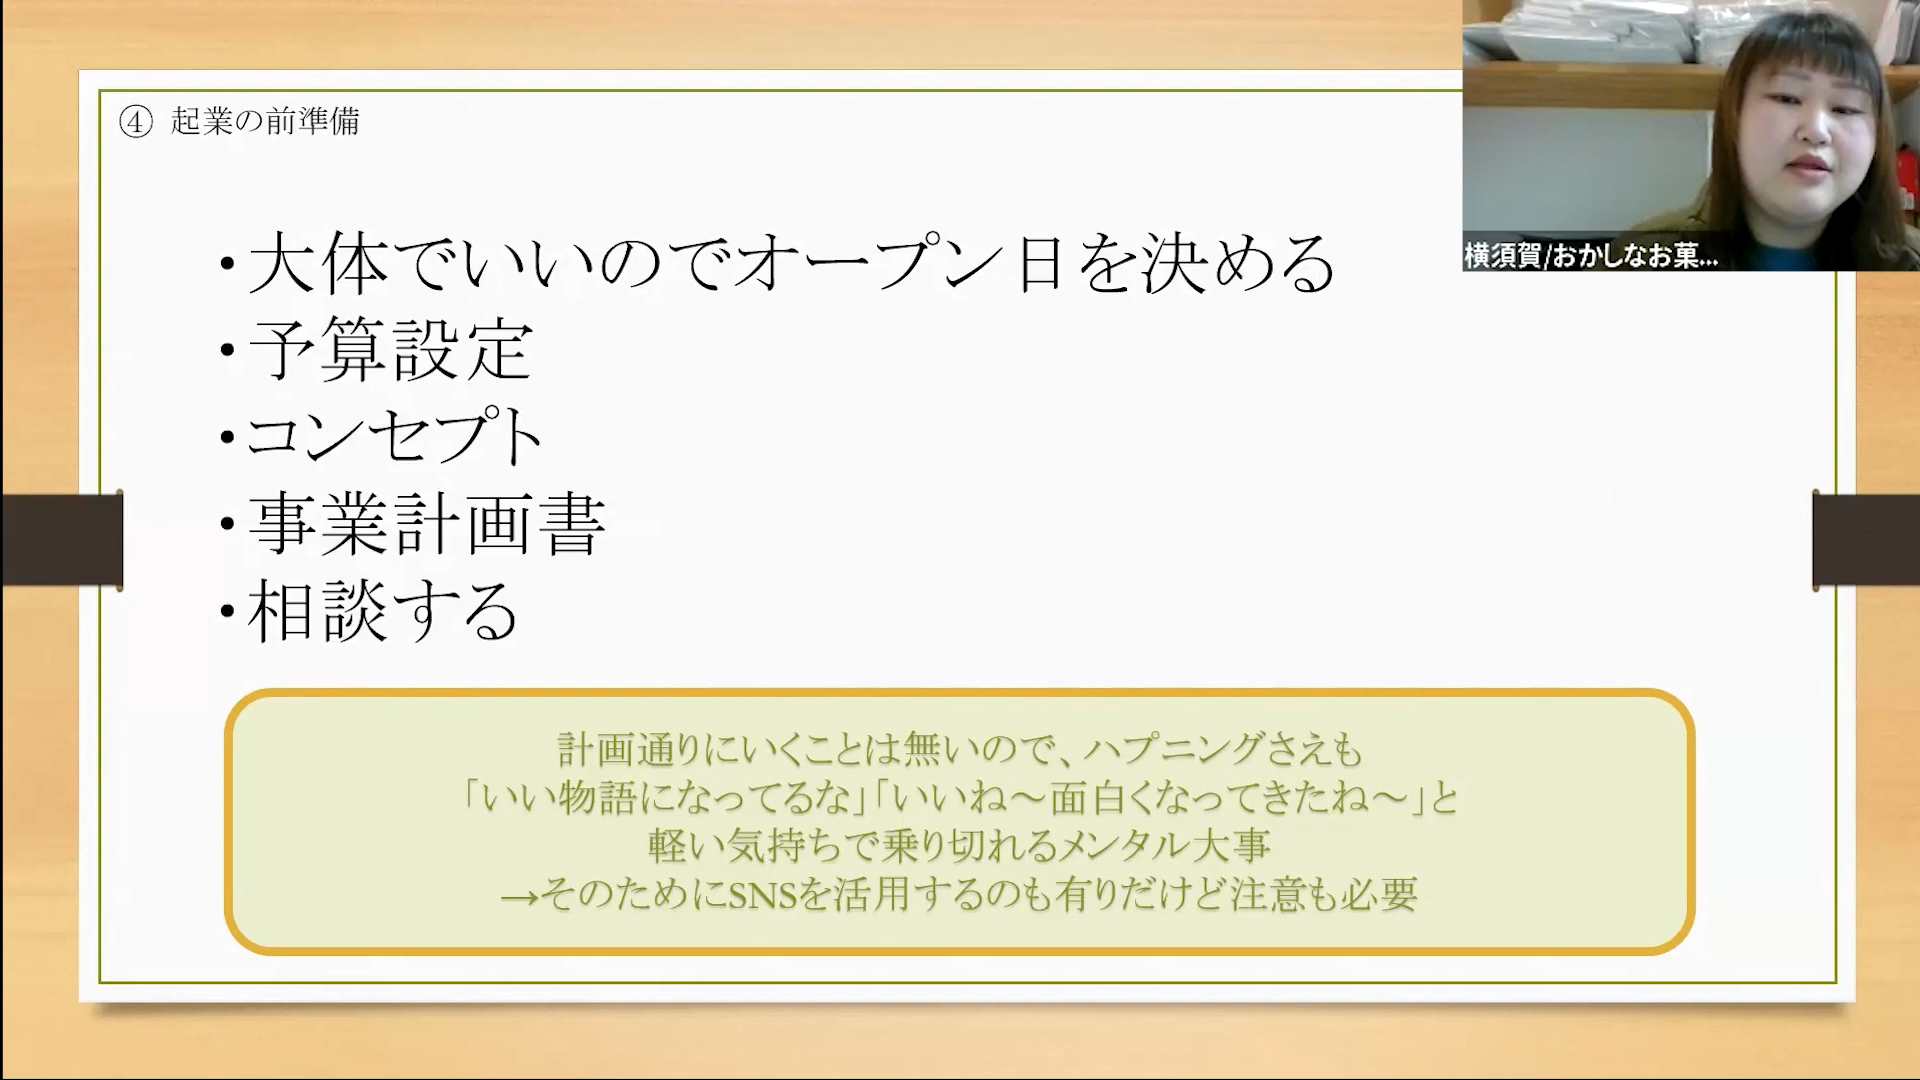 ④ 起業の前準備
・大体でいいのでオープン日を決める
・予算設定
・コンセプト
・事業計画書
・相談する
計画通りにいくことは無いので、ハプニングさえも
「いい物語になってるな」「いいね～面白くなってきたね～」と
軽い気持ちで乗り切れるメンタル大事
→そのためにSNSを活用するのも有りだけど注意も必要
横須賀/おかしなお菓...